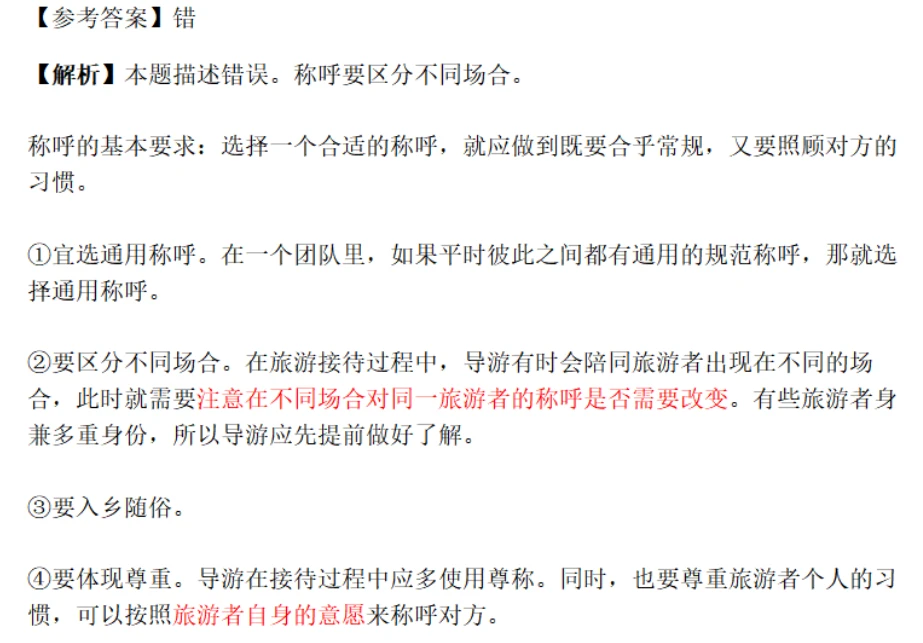 【参考答案】错
【解析】本题描述错误。称呼要区分不同场合。
称呼的基本要求：选择一个合适的称呼，就应做到既要合乎常规，又要照顾对方的
习惯。
①宜选通用称呼。在一个团队里，如果平时彼此之间都有通用的规范称呼，那就选
择通用称呼。
②要区分不同场合。在旅游接待过程中，导游有时会陪同旅游者出现在不同的场
合，此时就需要注意在不同场合对同一旅游者的称呼是否需要改变。有些旅游者身
兼多重身份，所以导游应先提前做好了解。
③要入乡随俗。
④要体现尊重。导游在接待过程中应多使用尊称。同时，也要尊重旅游者个人的习
惯，可以按照旅游者自身的意愿来称呼对方。